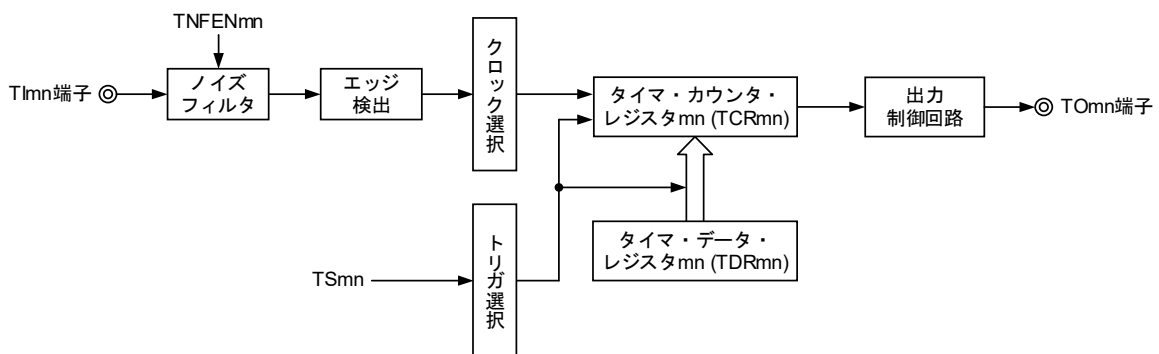 TNFENmn
TImn端子
ノイズ
フィルタ
エッジ
検出
クロック選択
タイマ・カウンタ・
レジスタmn (TCRmn)
出力
制御回路
TOmn端子
TSmn
トリガ選択
タイマ・データ・
レジスタmn (TDRmn)